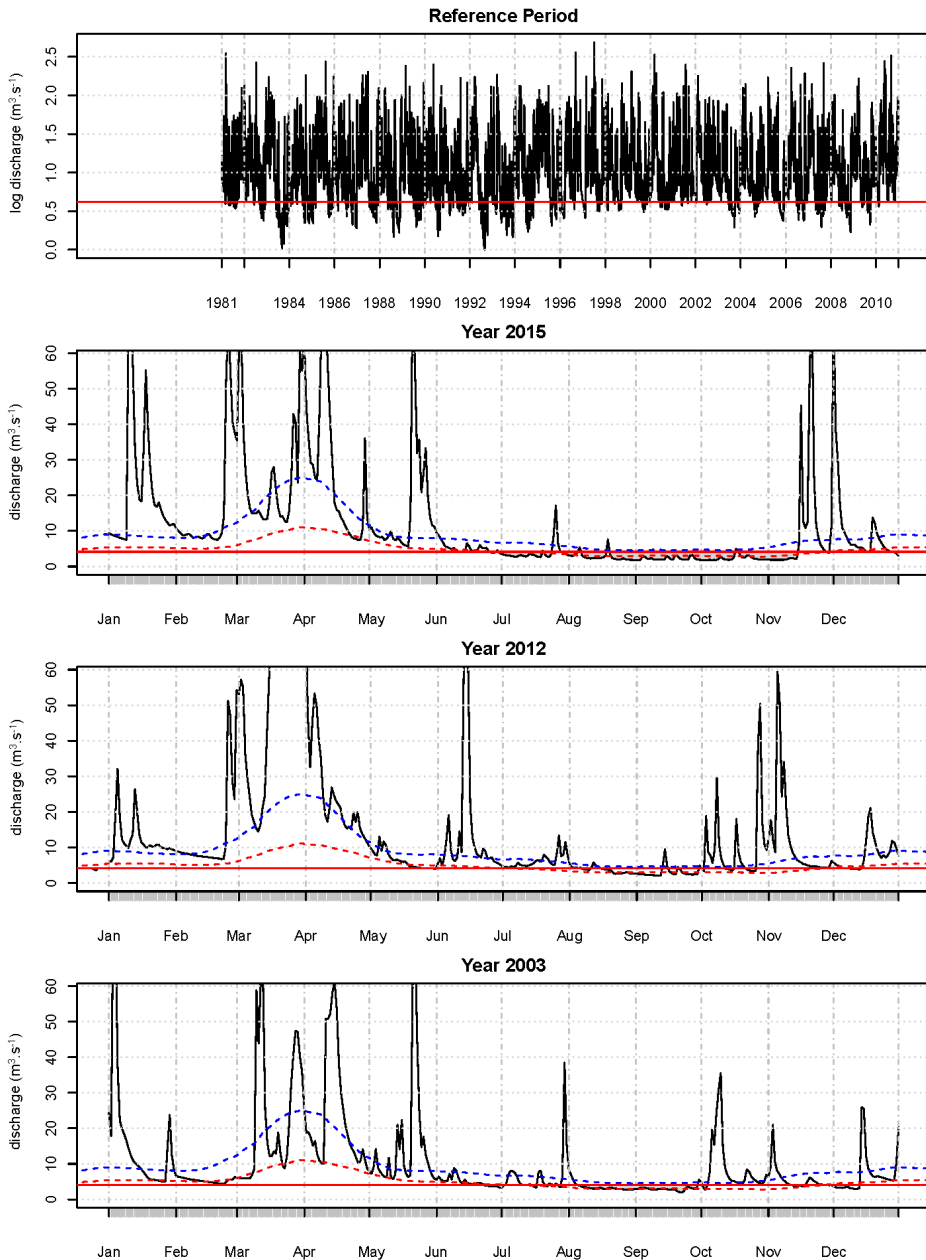 Reference Period
log discharge (m³.s⁻¹)
2.5
2.0
1.5
1.0
0.5
0.0
1981 1984 1986 1988 1990 1992 1994 1996 1998 2000 2002 2004 2006 2008 2010
Year 2015
discharge (m³.s⁻¹)
60
50
40
30
20
10
0
Jan Feb Mar Apr May Jun Jul Aug Sep Oct Nov Dec
Year 2012
discharge (m³.s⁻¹)
60
50
40
30
20
10
0
Jan Feb Mar Apr May Jun Jul Aug Sep Oct Nov Dec
Year 2003
discharge (m³.s⁻¹)
60
50
40
30
20
10
0
Jan Feb Mar Apr May Jun Jul Aug Sep Oct Nov Dec